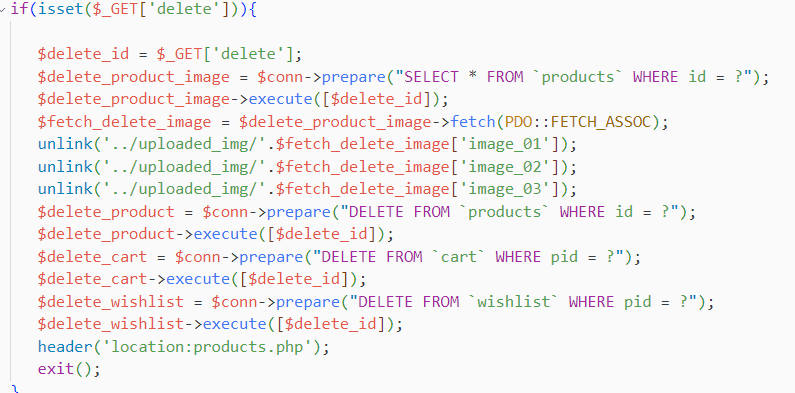 if(isset($_GET['delete'])){
$delete_id = $_GET['delete'];
$delete_product_image = $conn->prepare("SELECT * FROM `products` WHERE id = ?");
$delete_product_image->execute([$delete_id]);
$fetch_delete_image = $delete_product_image->fetch(PDO::FETCH_ASSOC);
unlink('../uploaded_img/'.$fetch_delete_image['image_01']);
unlink('../uploaded_img/'.$fetch_delete_image['image_02']);
unlink('../uploaded_img/'.$fetch_delete_image['image_03']);
$delete_product = $conn->prepare("DELETE FROM `products` WHERE id = ?");
$delete_product->execute([$delete_id]);
$delete_cart = $conn->prepare("DELETE FROM `cart` WHERE pid = ?");
$delete_cart->execute([$delete_id]);
$delete_wishlist = $conn->prepare("DELETE FROM `wishlist` WHERE pid = ?");
$delete_wishlist->execute([$delete_id]);
header('location:products.php');
exit();
}